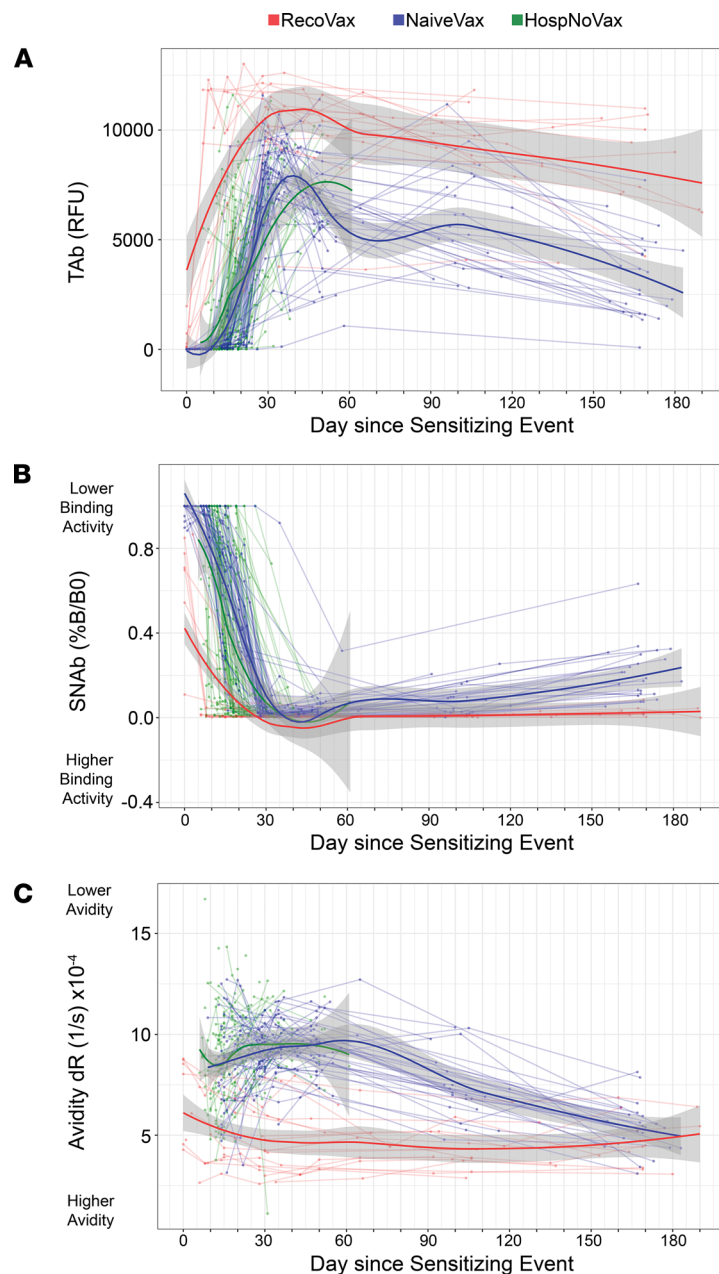 RecoVax NaiveVax HospNoVax
A
TAb (RFU)
10000
5000
0
0 30 60 90 120 150 180
Day since Sensitizing Event
B
Lower
Binding
Activity
SNAb (%B/B0)
0.8
0.4
0.0
Higher
Binding
Activity
-0.4
0 30 60 90 120 150 180
Day since Sensitizing Event
C
Lower
Avidity
Avidity dR (1/s) x10⁻⁴
15
10
5
Higher
Avidity
0 30 60 90 120 150 180
Day since Sensitizing Event